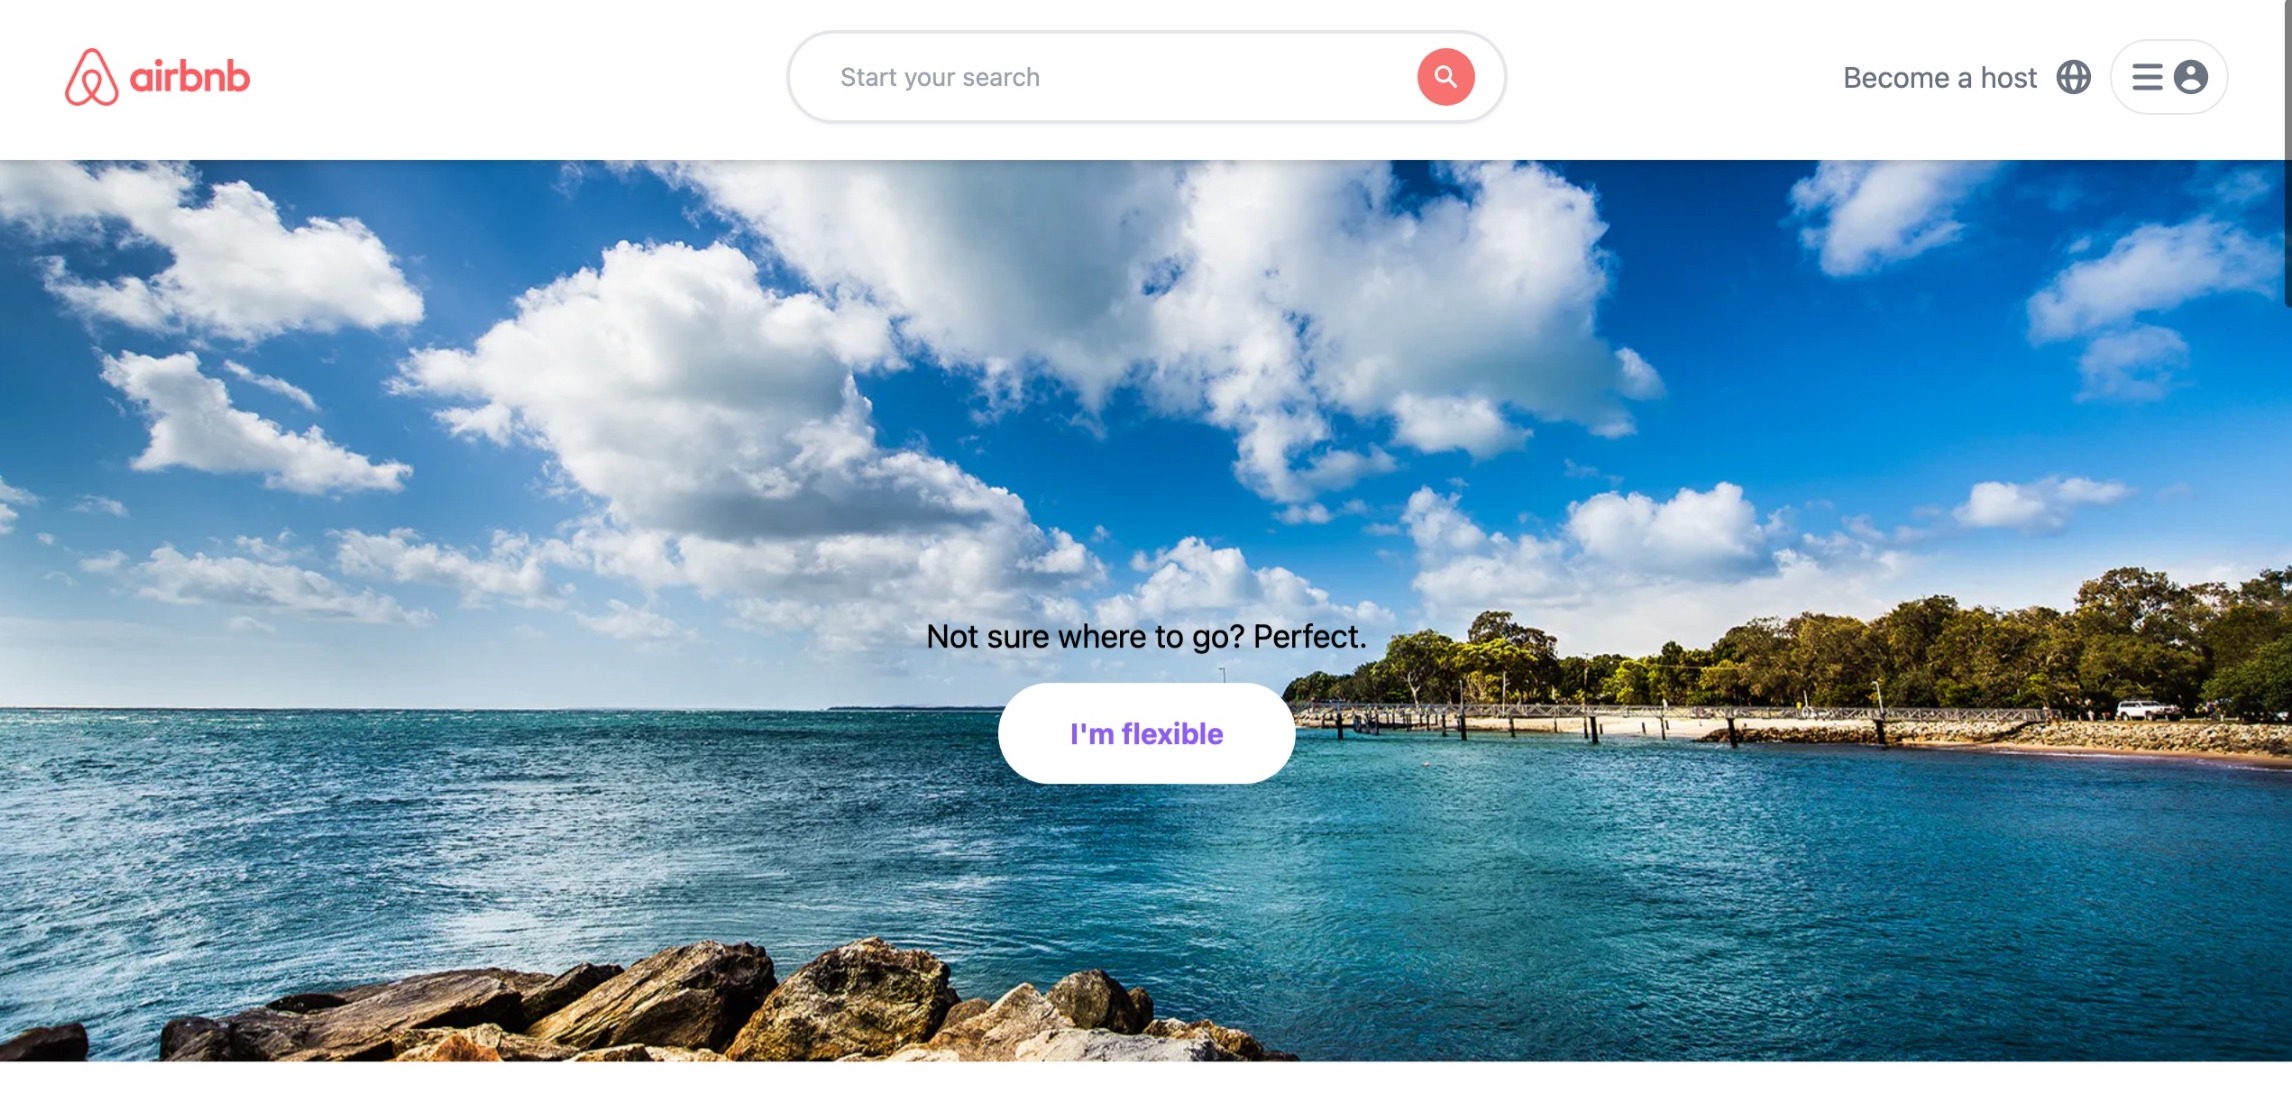 airbnb
Start your search
Become a host
Not sure where to go? Perfect.
I'm flexible